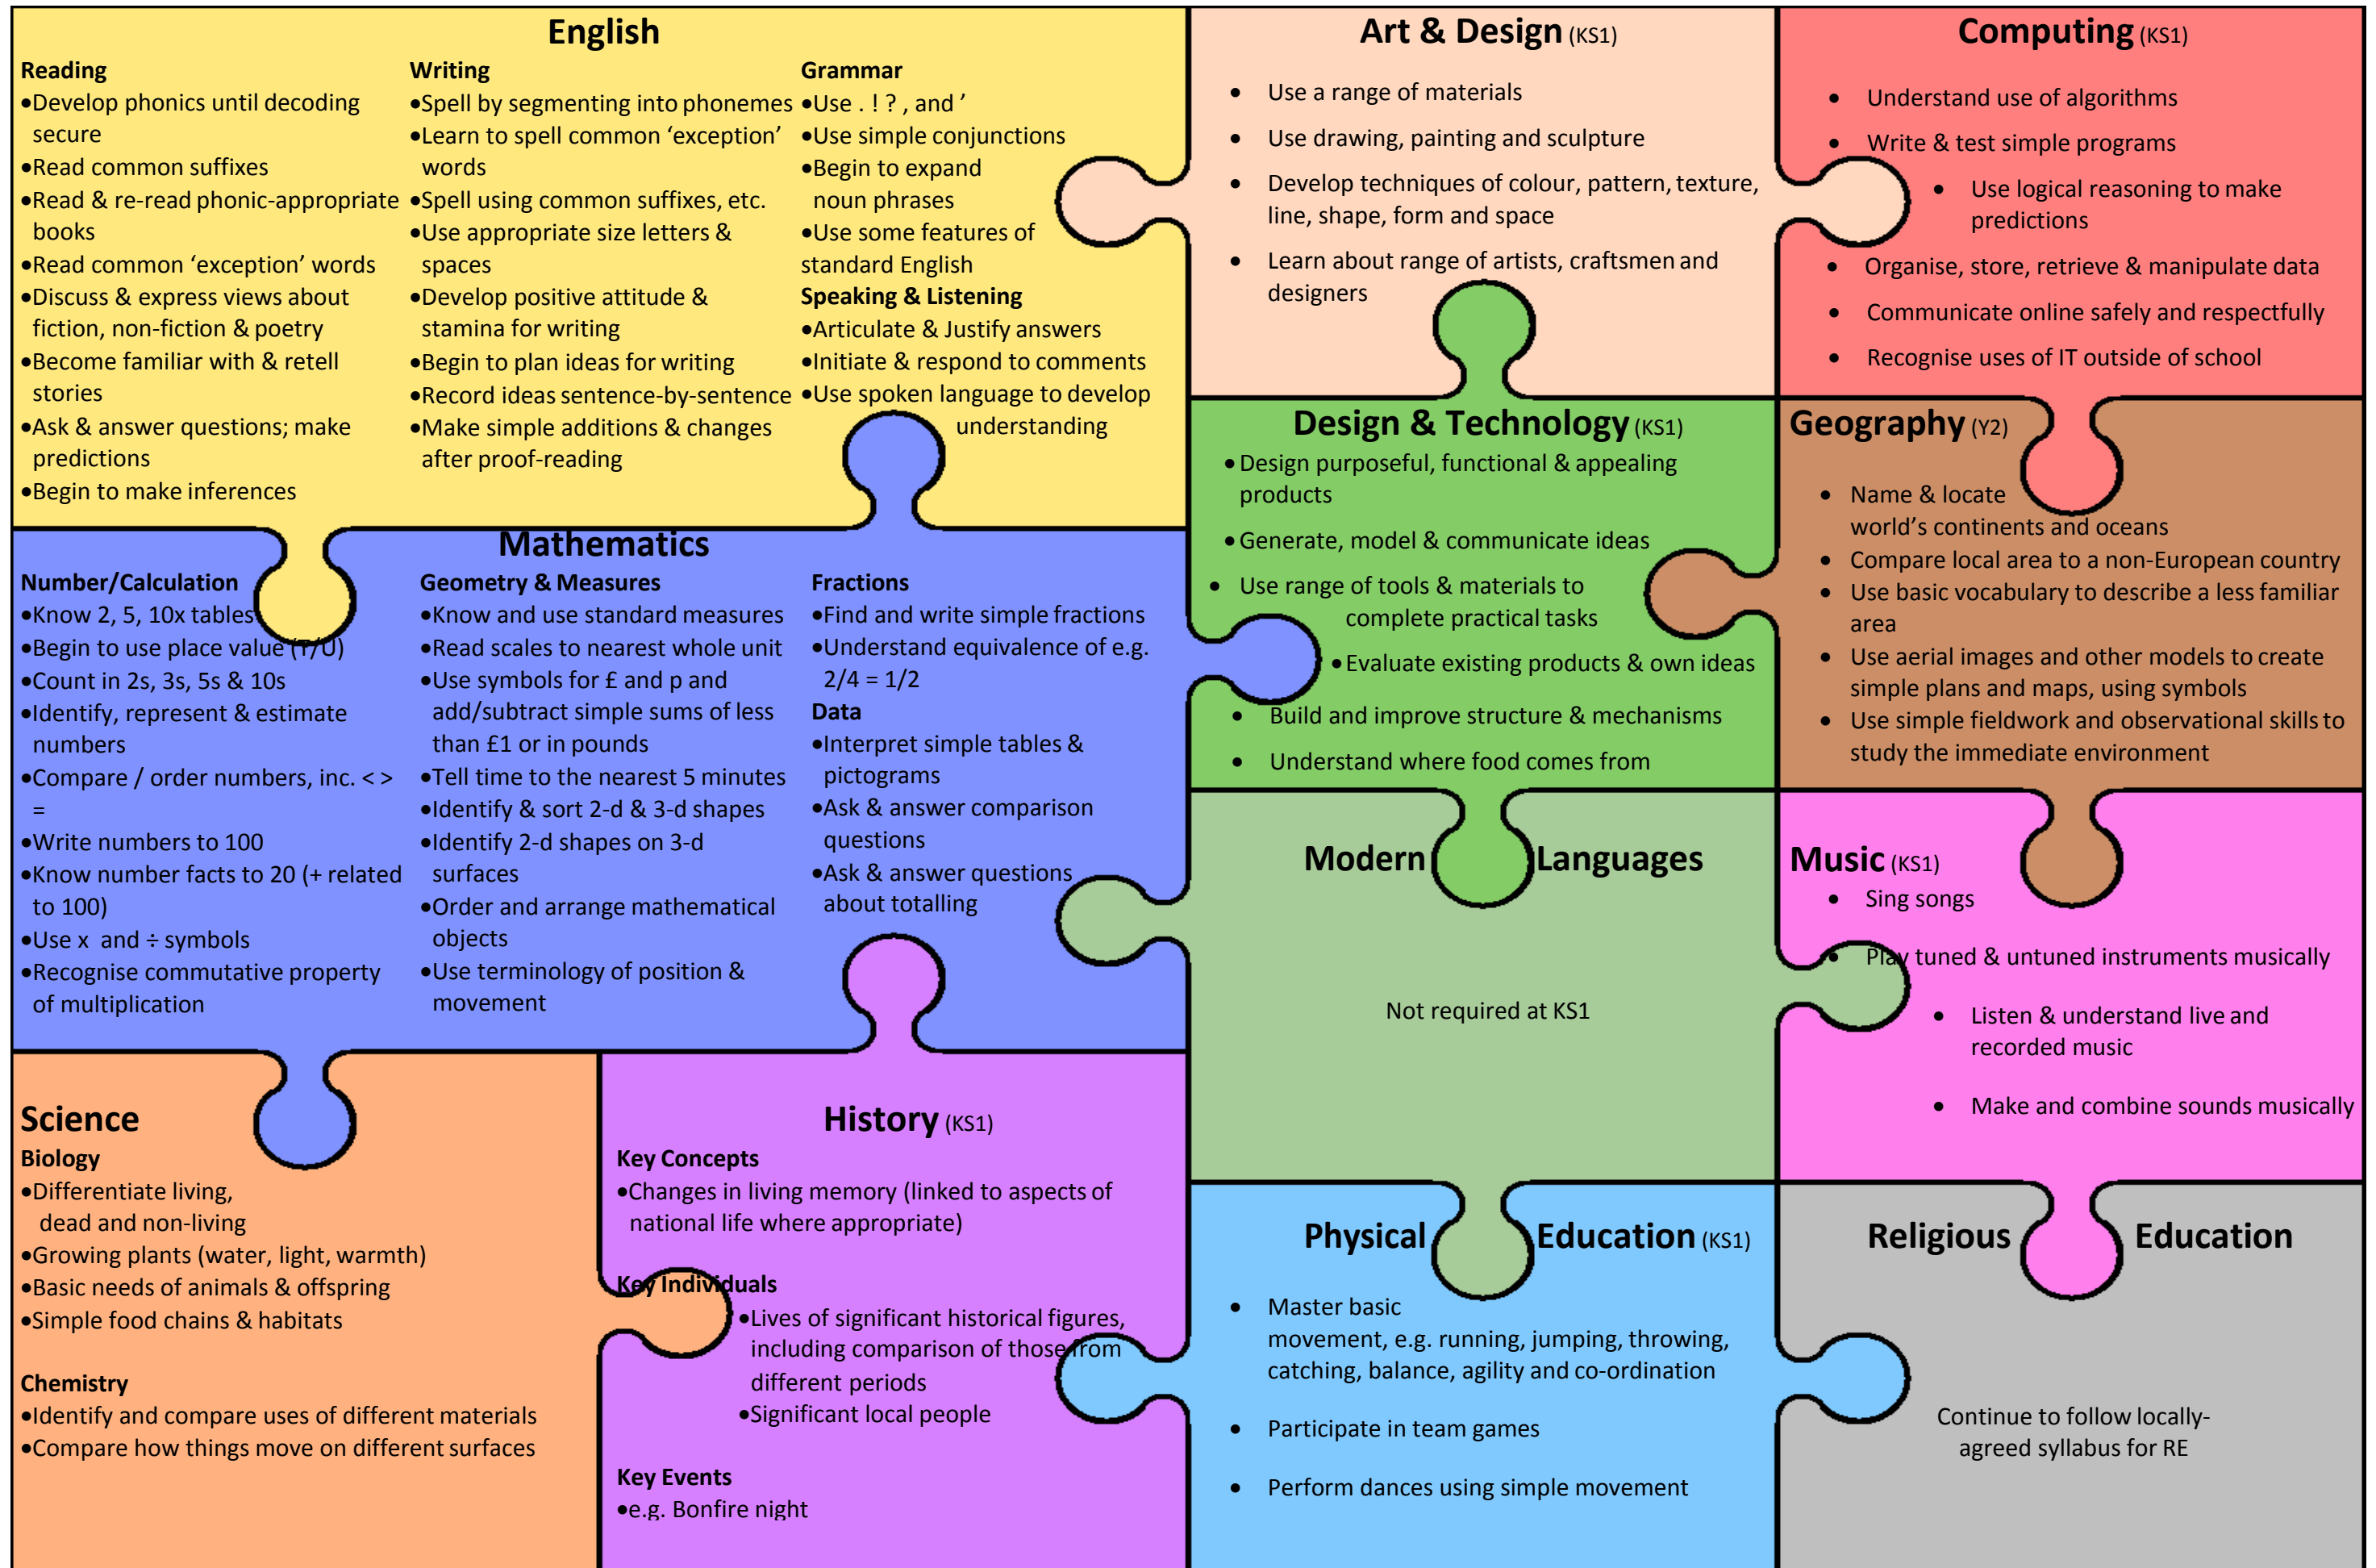 English
Reading
•Develop phonics until decoding
secure
•Read common suffixes
•Read & re-read phonic-appropriate
books
•Read common ‘exception’ words
•Discuss & express views about
fiction, non-fiction & poetry
•Become familiar with & retell
stories
•Ask & answer questions; make
predictions
•Begin to make inferences
Writing
•Spell by segmenting into phonemes
•Learn to spell common ‘exception’
words
•Spell using common suffixes, etc.
•Use appropriate size letters &
spaces
•Develop positive attitude &
stamina for writing
•Begin to plan ideas for writing
•Record ideas sentence-by-sentence
•Make simple additions & changes
after proof-reading
Grammar
•Use . ! ? , and ’
•Use simple conjunctions
•Begin to expand
noun phrases
•Use some features of
standard English
Speaking & Listening
•Articulate & Justify answers
•Initiate & respond to comments
•Use spoken language to develop
understanding
Art & Design (KS1)
• Use a range of materials
• Use drawing, painting and sculpture
• Develop techniques of colour, pattern, texture,
line, shape, form and space
• Learn about range of artists, craftsmen and
designers
Computing (KS1)
• Understand use of algorithms
• Write & test simple programs
• Use logical reasoning to make
predictions
• Organise, store, retrieve & manipulate data
• Communicate online safely and respectfully
• Recognise uses of IT outside of school
Mathematics
Number/Calculation
•Know 2, 5, 10x tables
•Begin to use place value (T/U)
•Count in 2s, 3s, 5s & 10s
•Identify, represent & estimate
numbers
•Compare / order numbers, inc. < >
=
•Write numbers to 100
•Know number facts to 20 (+ related
to 100)
•Use x and ÷ symbols
•Recognise commutative property
of multiplication
Geometry & Measures
•Know and use standard measures
•Read scales to nearest whole unit
•Use symbols for £ and p and
add/subtract simple sums of less
than £1 or in pounds
•Tell time to the nearest 5 minutes
•Identify & sort 2-d & 3-d shapes
•Identify 2-d shapes on 3-d
surfaces
•Order and arrange mathematical
objects
•Use terminology of position &
movement
Fractions
•Find and write simple fractions
•Understand equivalence of e.g.
2/4 = 1/2
Data
•Interpret simple tables &
pictograms
•Ask & answer comparison
questions
•Ask & answer questions
about totalling
Design & Technology (KS1)
•Design purposeful, functional & appealing
products
•Generate, model & communicate ideas
• Use range of tools & materials to
complete practical tasks
•Evaluate existing products & own ideas
• Build and improve structure & mechanisms
• Understand where food comes from
Geography (Y2)
• Name & locate
world’s continents and oceans
• Compare local area to a non-European country
• Use basic vocabulary to describe a less familiar
area
• Use aerial images and other models to create
simple plans and maps, using symbols
• Use simple fieldwork and observational skills to
study the immediate environment
Modern Languages
Not required at KS1
Music (KS1)
• Sing songs
• Play tuned & untuned instruments musically
• Listen & understand live and
recorded music
• Make and combine sounds musically
Science
Biology
•Differentiate living,
dead and non-living
•Growing plants (water, light, warmth)
•Basic needs of animals & offspring
•Simple food chains & habitats
Chemistry
•Identify and compare uses of different materials
•Compare how things move on different surfaces
History (KS1)
Key Concepts
•Changes in living memory (linked to aspects of
national life where appropriate)
Key Individuals
•Lives of significant historical figures,
including comparison of those from
different periods
•Significant local people
Key Events
•e.g. Bonfire night
Physical Education (KS1)
• Master basic
movement, e.g. running, jumping, throwing,
catching, balance, agility and co-ordination
• Participate in team games
• Perform dances using simple movement
Religious Education
Continue to follow locally-
agreed syllabus for RE